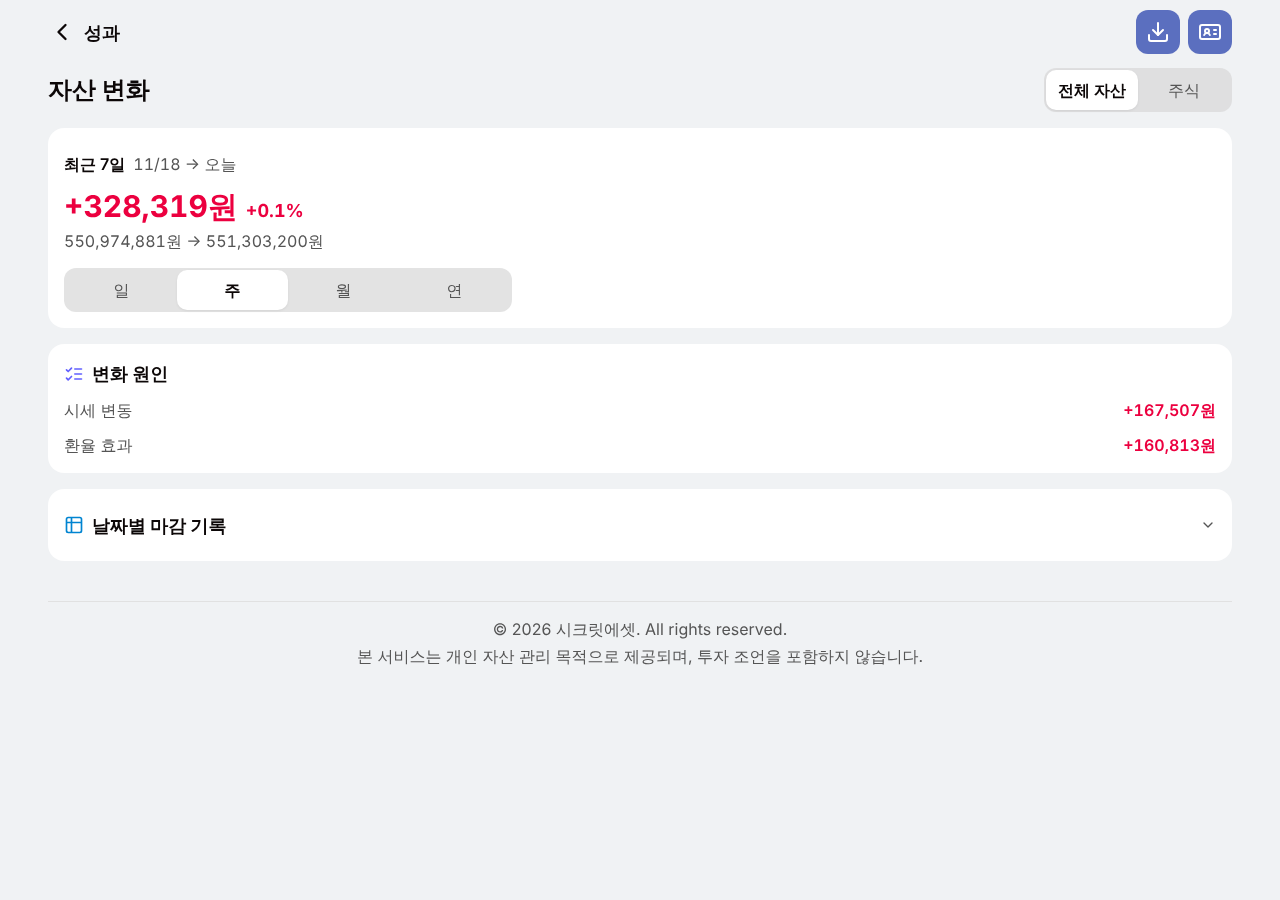 성과
자산 변화
전체 자산 주식
최근 7일 11/18 → 오늘
+328,319원 +0.1%
550,974,881원 → 551,303,200원
일 주 월 연
변화 원인
시세 변동 +167,507원
환율 효과 +160,813원
날짜별 마감 기록
© 2026 시크릿에셋. All rights reserved.
본 서비스는 개인 자산 관리 목적으로 제공되며, 투자 조언을 포함하지 않습니다.